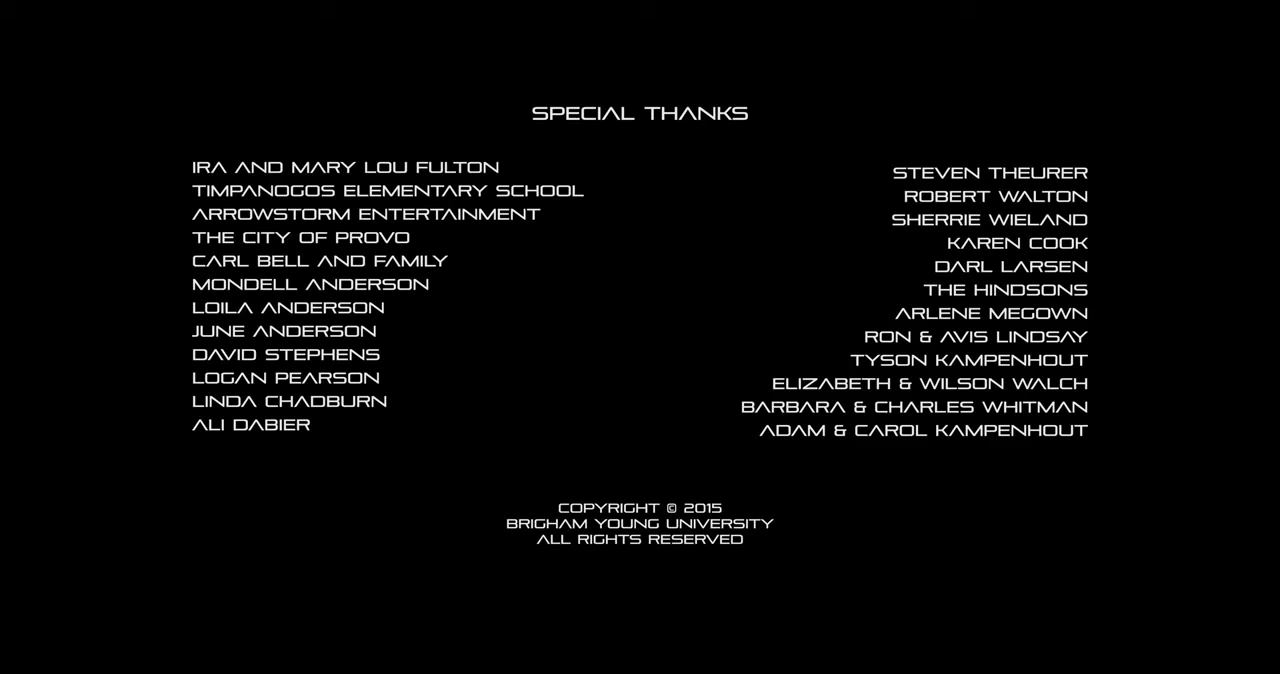 SPECIAL THANKS
IRA AND MARY LOU FULTON
TIMPANOGOS ELEMENTARY SCHOOL
ARROWSTORM ENTERTAINMENT
THE CITY OF PROVO
CARL BELL AND FAMILY
MONDELL ANDERSON
LOILA ANDERSON
JUNE ANDERSON
DAVID STEPHENS
LOGAN PEARSON
LINDA CHADBURN
ALI DABIER
STEVEN THEURER
ROBERT WALTON
SHERRIE WIELAND
KAREN COOK
DARL LARSEN
THE HINDSONS
ARLENE MEGOWN
RON & AVIS LINDSAY
TYSON KAMPENHOUT
ELIZABETH & WILSON WALCH
BARBARA & CHARLES WHITMAN
ADAM & CAROL KAMPENHOUT
COPYRIGHT © 2015
BRIGHAM YOUNG UNIVERSITY
ALL RIGHTS RESERVED